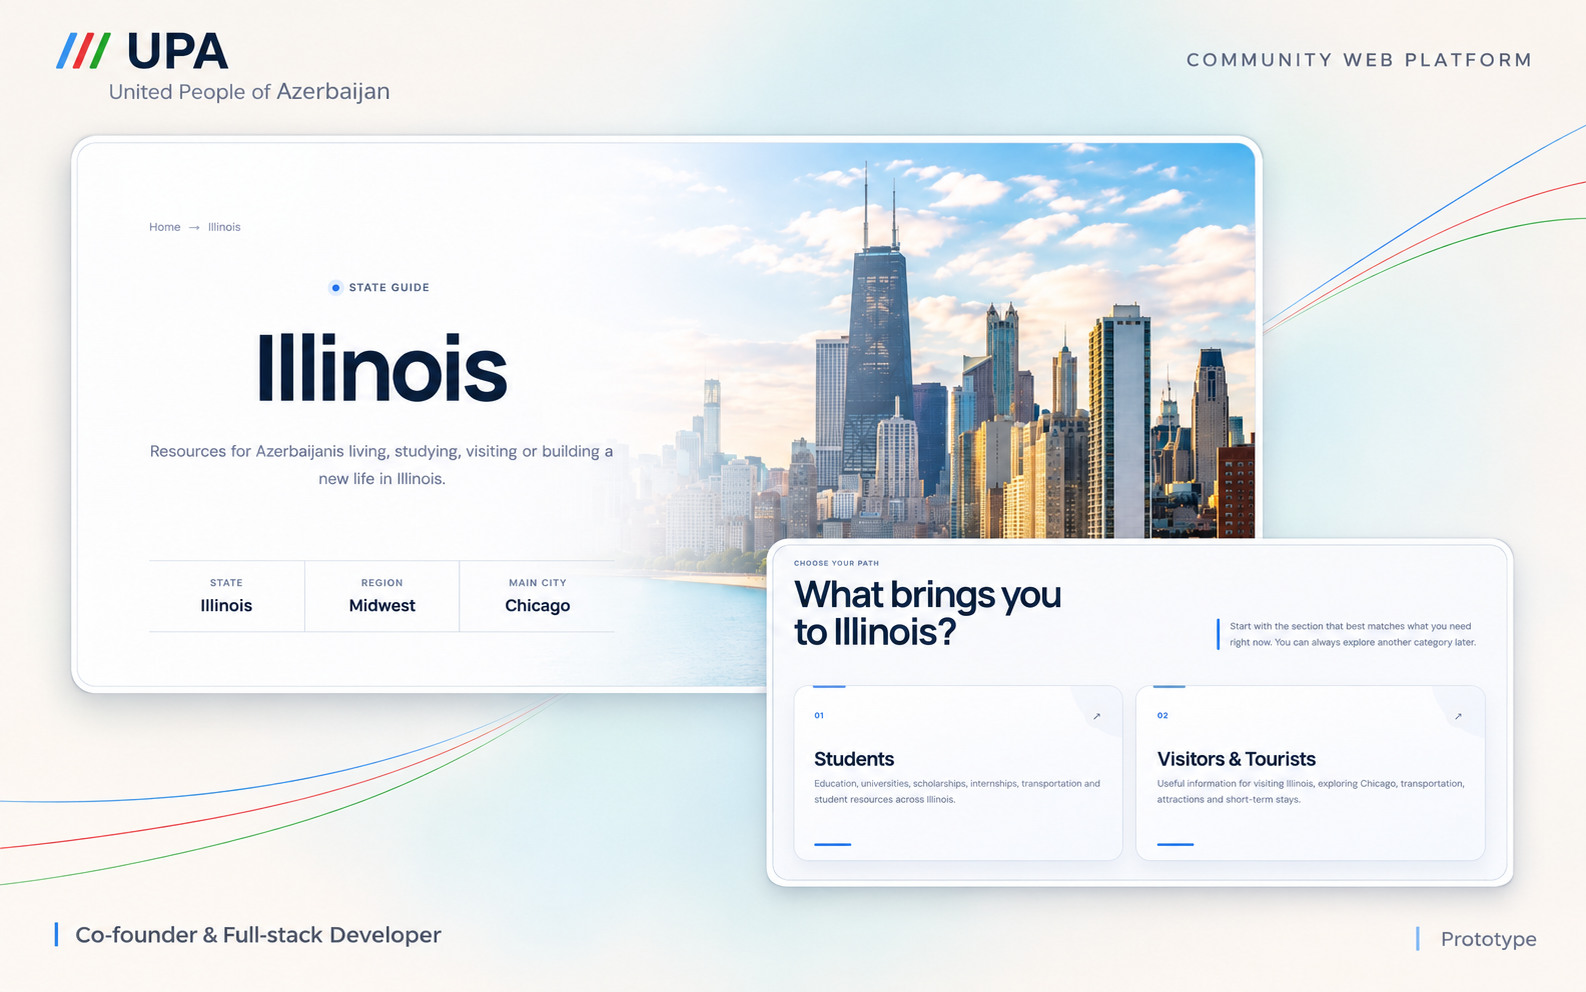 UPA
United People of Azerbaijan
COMMUNITY WEB PLATFORM
Home → Illinois
STATE GUIDE
Illinois
Resources for Azerbaijanis living, studying, visiting or building a
new life in Illinois.
STATE
Illinois
REGION
Midwest
MAIN CITY
Chicago
CHOOSE YOUR PATH
What brings you
to Illinois?
Start with the section that best matches what you need
right now. You can always explore another category later.
01
↗
Students
Education, universities, scholarships, internships, transportation and
student resources across Illinois.
02
↗
Visitors & Tourists
Useful information for visiting Illinois, exploring Chicago, transportation,
attractions and short-term stays.
Co-founder & Full-stack Developer
Prototype